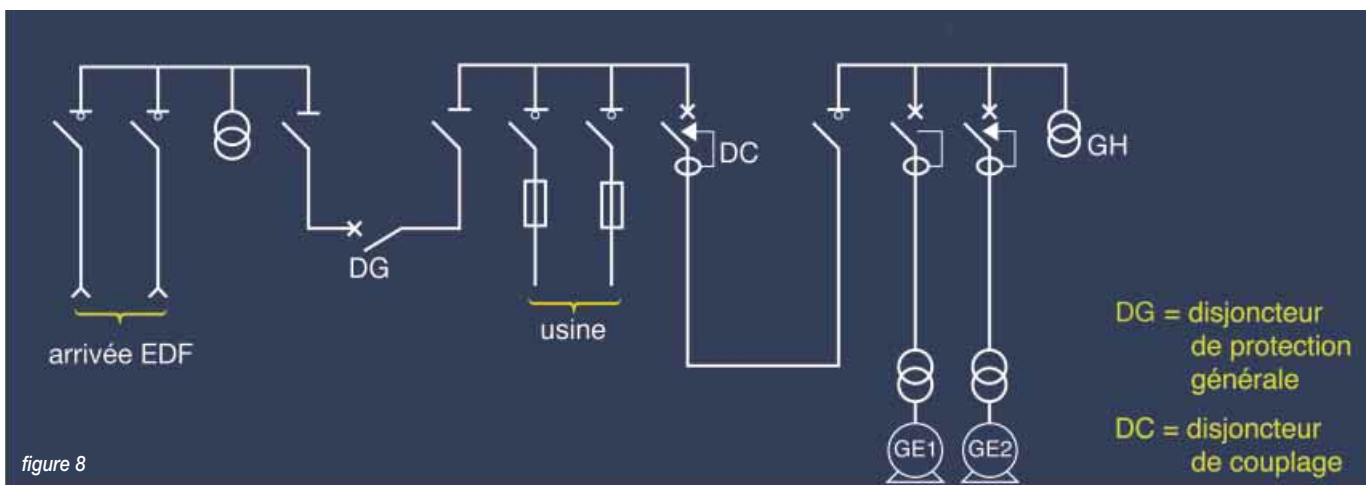 DG
DC
GH
usine
arrivée EDF
GE1
GE2
DG = disjoncteur
de protection
générale
DC = disjoncteur
de couplage
figure 8